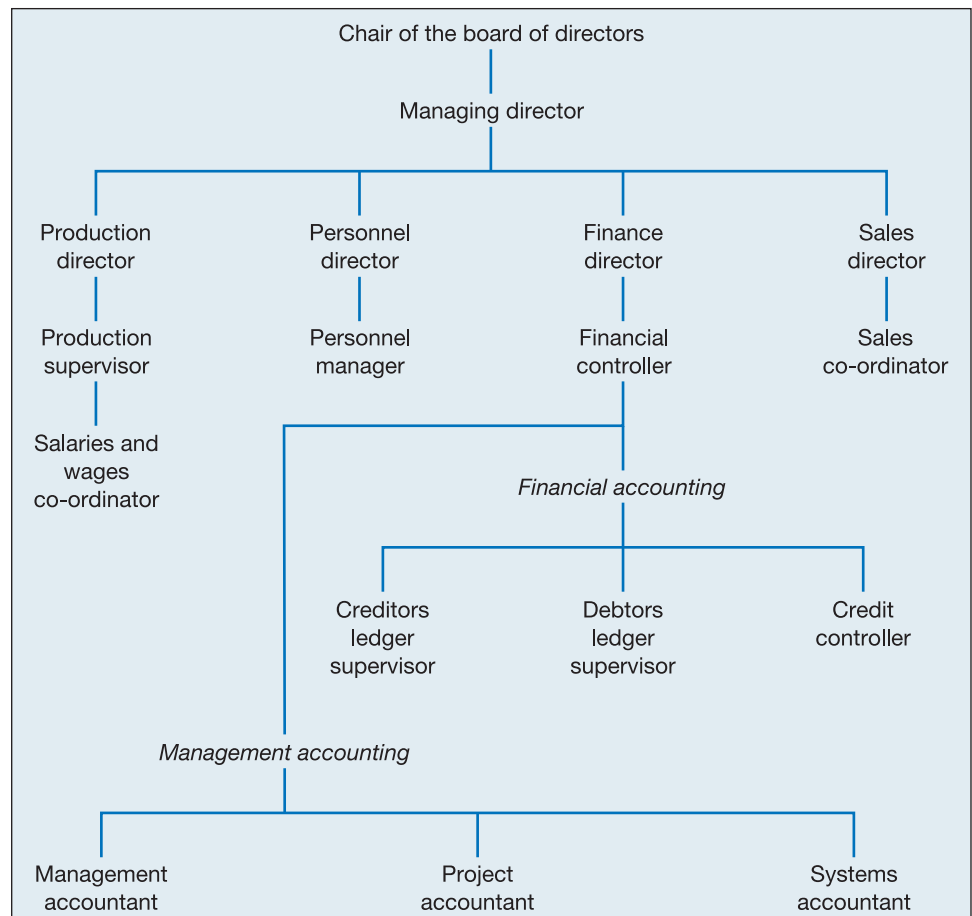 Chair of the board of directors
Managing director
Production
director
Personnel
director
Finance
director
Sales
director
Production
supervisor
Personnel
manager
Financial
controller
Sales
co-ordinator
Salaries and
wages
co-ordinator
Financial accounting
Creditors
ledger
supervisor
Debtors
ledger
supervisor
Credit
controller
Management accounting
Management
accountant
Project
accountant
Systems
accountant